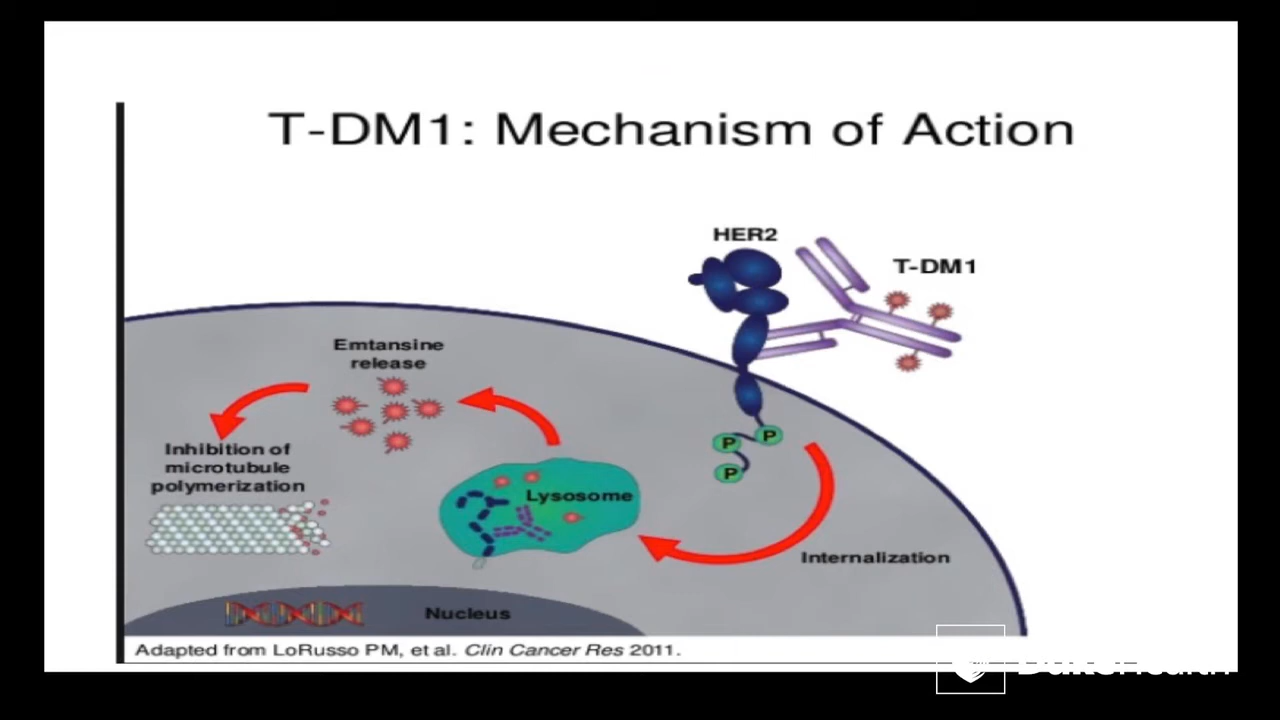 T-DM1: Mechanism of Action
HER2
T-DM1
Emtansine
release
Inhibition of
microtubule
polymerization
Lysosome
P
P
P
Internalization
Nucleus
Adapted from LoRusso PM, et al. Clin Cancer Res 2011.
DukeHealth